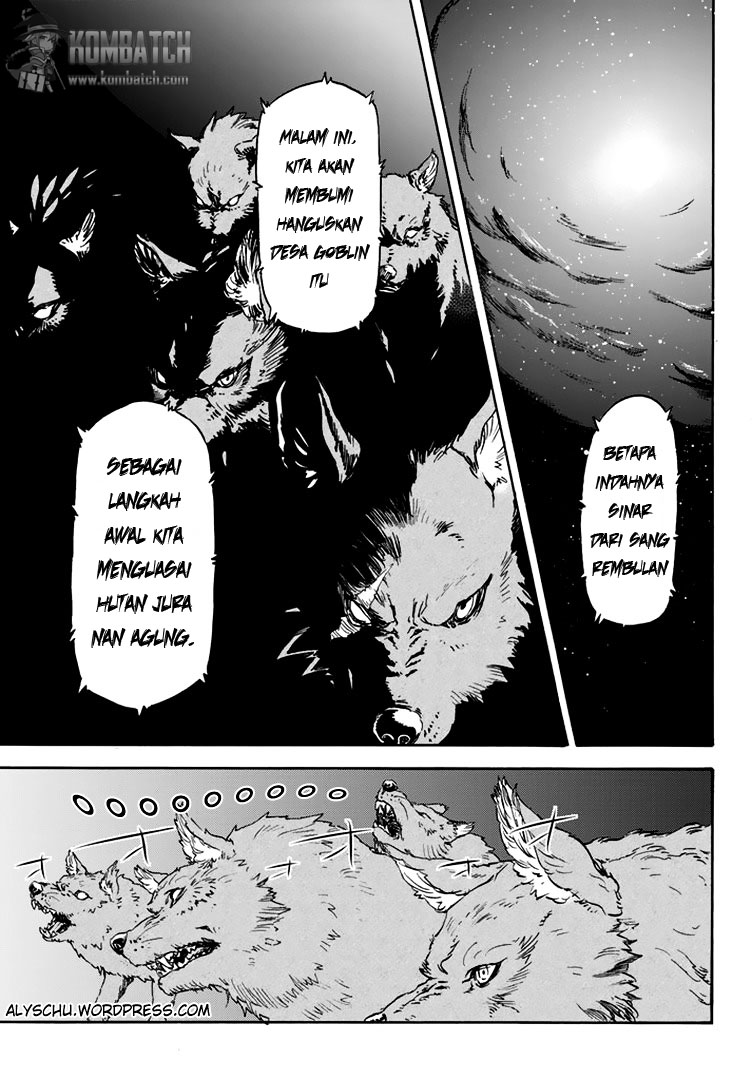 KOMBATCH
www.kombatch.com
BETAPA
INDAHNYA
SINAR
DARI SANG
REMBULAN
MALAM INI,
KITA AKAN
MEMBUMI
HANGUSKAN
DESA GOBLIN
ITU
SEBAGAI
LANGKAH
AWAL KITA
MENGUASAI
HUTAN JURA
NAN AGUNG.
ALYSCHU.WORDPRESS.COM